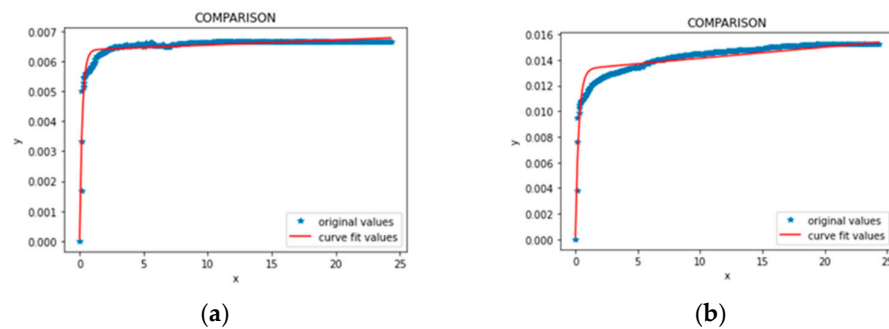 COMPARISON
0.007
0.006
0.005
0.004
0.003
0.002
0.001
0.000
y
0 5 10 15 20 25
x
original values
curve fit values
(a)
COMPARISON
0.016
0.014
0.012
0.010
0.008
0.006
0.004
0.002
0.000
y
0 5 10 15 20 25
x
original values
curve fit values
(b)